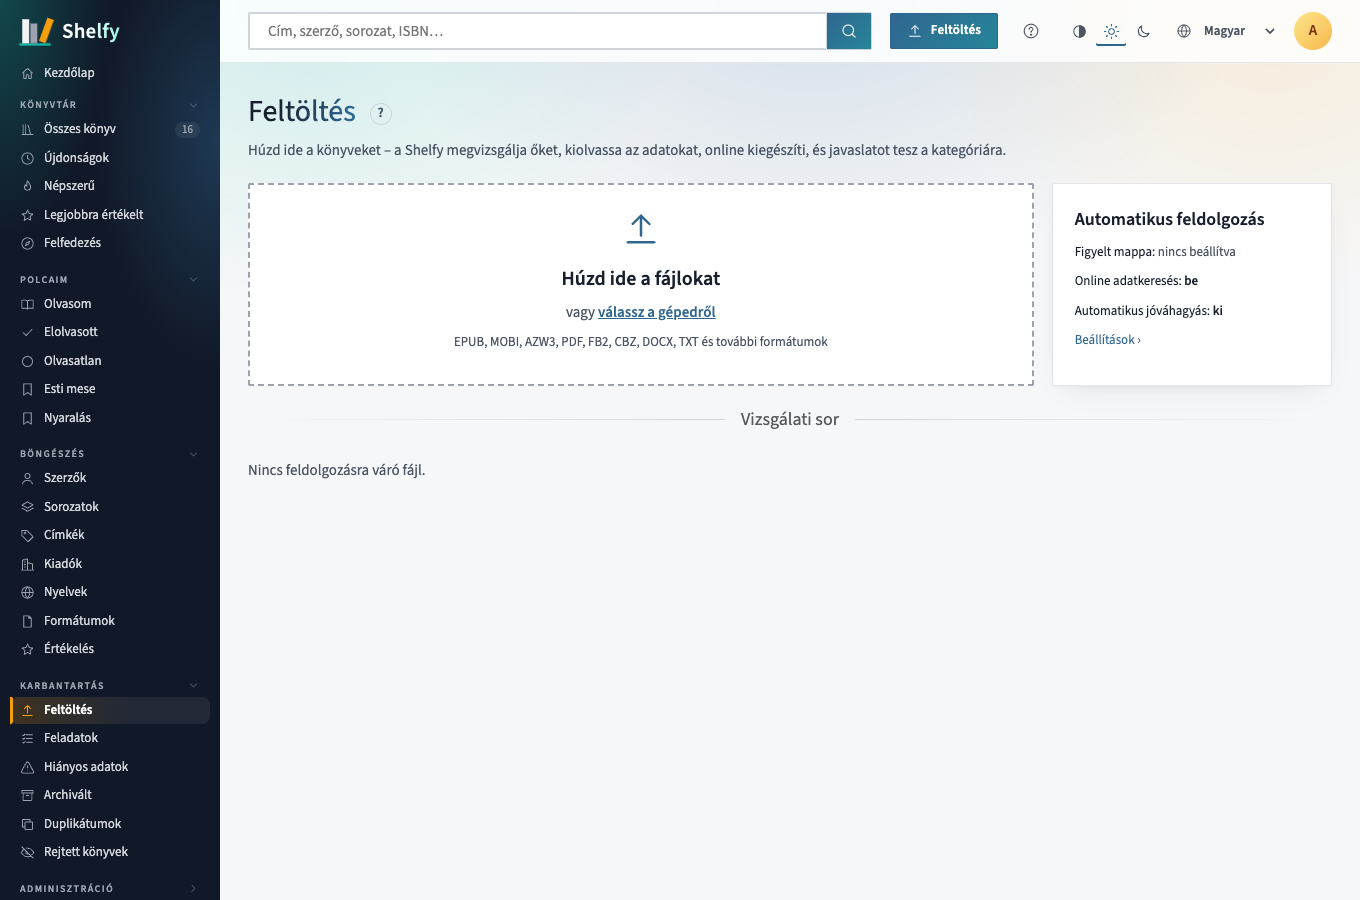 Shelfy
Kezdőlap
KÖNYVTÁR
Összes könyv 16
Újdonságok
Népszerű
Legjobbra értékelt
Felfedezés
POLCAIM
Olvasom
Elolvasott
Olvasatlan
Esti mese
Nyaralás
BÖNGÉSZÉS
Szerzők
Sorozatok
Címkék
Kiadók
Nyelvek
Formátumok
Értékelés
KARBANTARTÁS
Feltöltés
Feladatok
Hiányos adatok
Archivált
Duplikátumok
Rejtett könyvek
ADMINISZTRÁCIÓ
Cím, szerző, sorozat, ISBN…
Feltöltés
?
Magyar
A
Feltöltés ?
Húzd ide a könyveket – a Shelfy megvizsgálja őket, kiolvassa az adatokat, online kiegészíti, és javaslatot tesz a kategóriára.
Húzd ide a fájlokat
vagy válassz a gépedről
EPUB, MOBI, AZW3, PDF, FB2, CBZ, DOCX, TXT és további formátumok
Automatikus feldolgozás
Figyelt mappa: nincs beállítva
Online adatkeresés: be
Automatikus jóváhagyás: ki
Beállítások ›
Vizsgálati sor
Nincs feldolgozásra váró fájl.